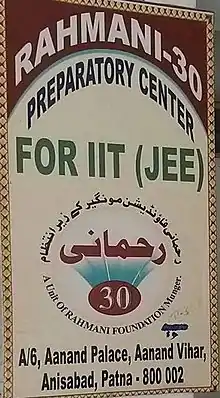 RAHMANI-30
PREPARATORY CENTER
FOR IIT (JEE)
رحمانی فاؤنڈیشن مونگیر کے زیر انتظام
رحمانی
30
A Unit Of RAHMANI FOUNDATION Munger.
A/6, Aanand Palace, Aanand Vihar,
Anisabad, Patna - 800 002